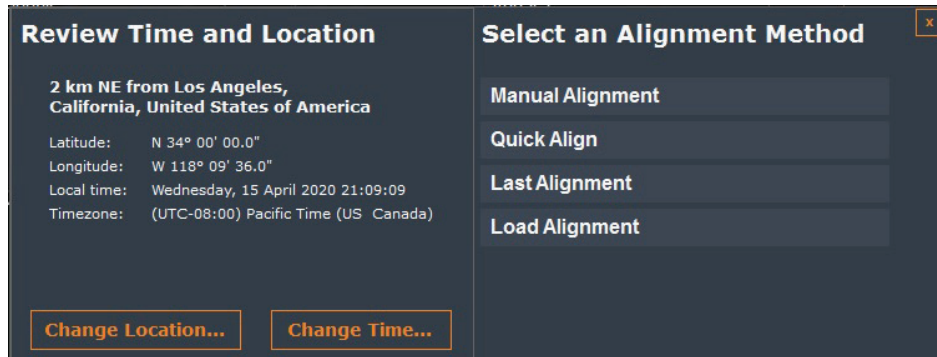 Review Time and Location
2 km NE from Los Angeles,
California, United States of America
Latitude: N 34° 00' 00.0"
Longitude: W 118° 09' 36.0"
Local time: Wednesday, 15 April 2020 21:09:09
Timezone: (UTC-08:00) Pacific Time (US Canada)
Change Location...
Change Time...
Select an Alignment Method
x
Manual Alignment
Quick Align
Last Alignment
Load Alignment